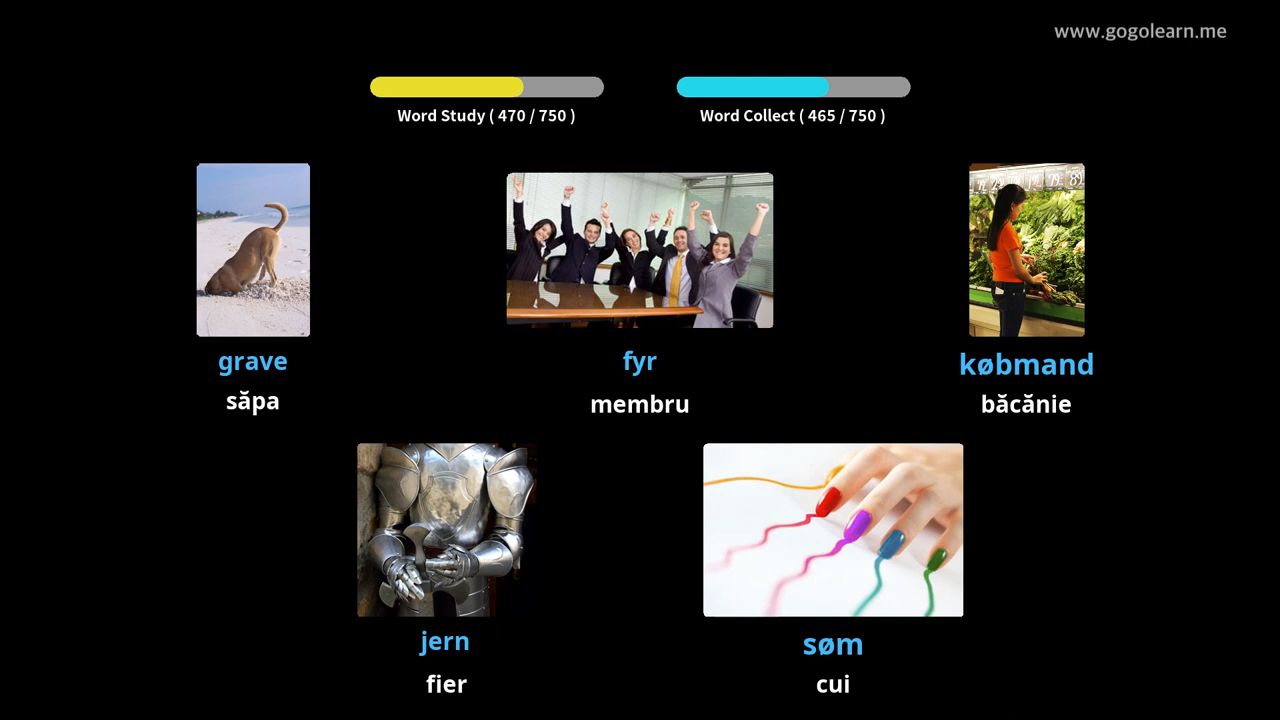 www.gogolearn.me
Word Study ( 470 / 750 )
Word Collect ( 465 / 750 )
grave
săpa
fyr
membru
købmand
băcănie
jern
fier
søm
cui